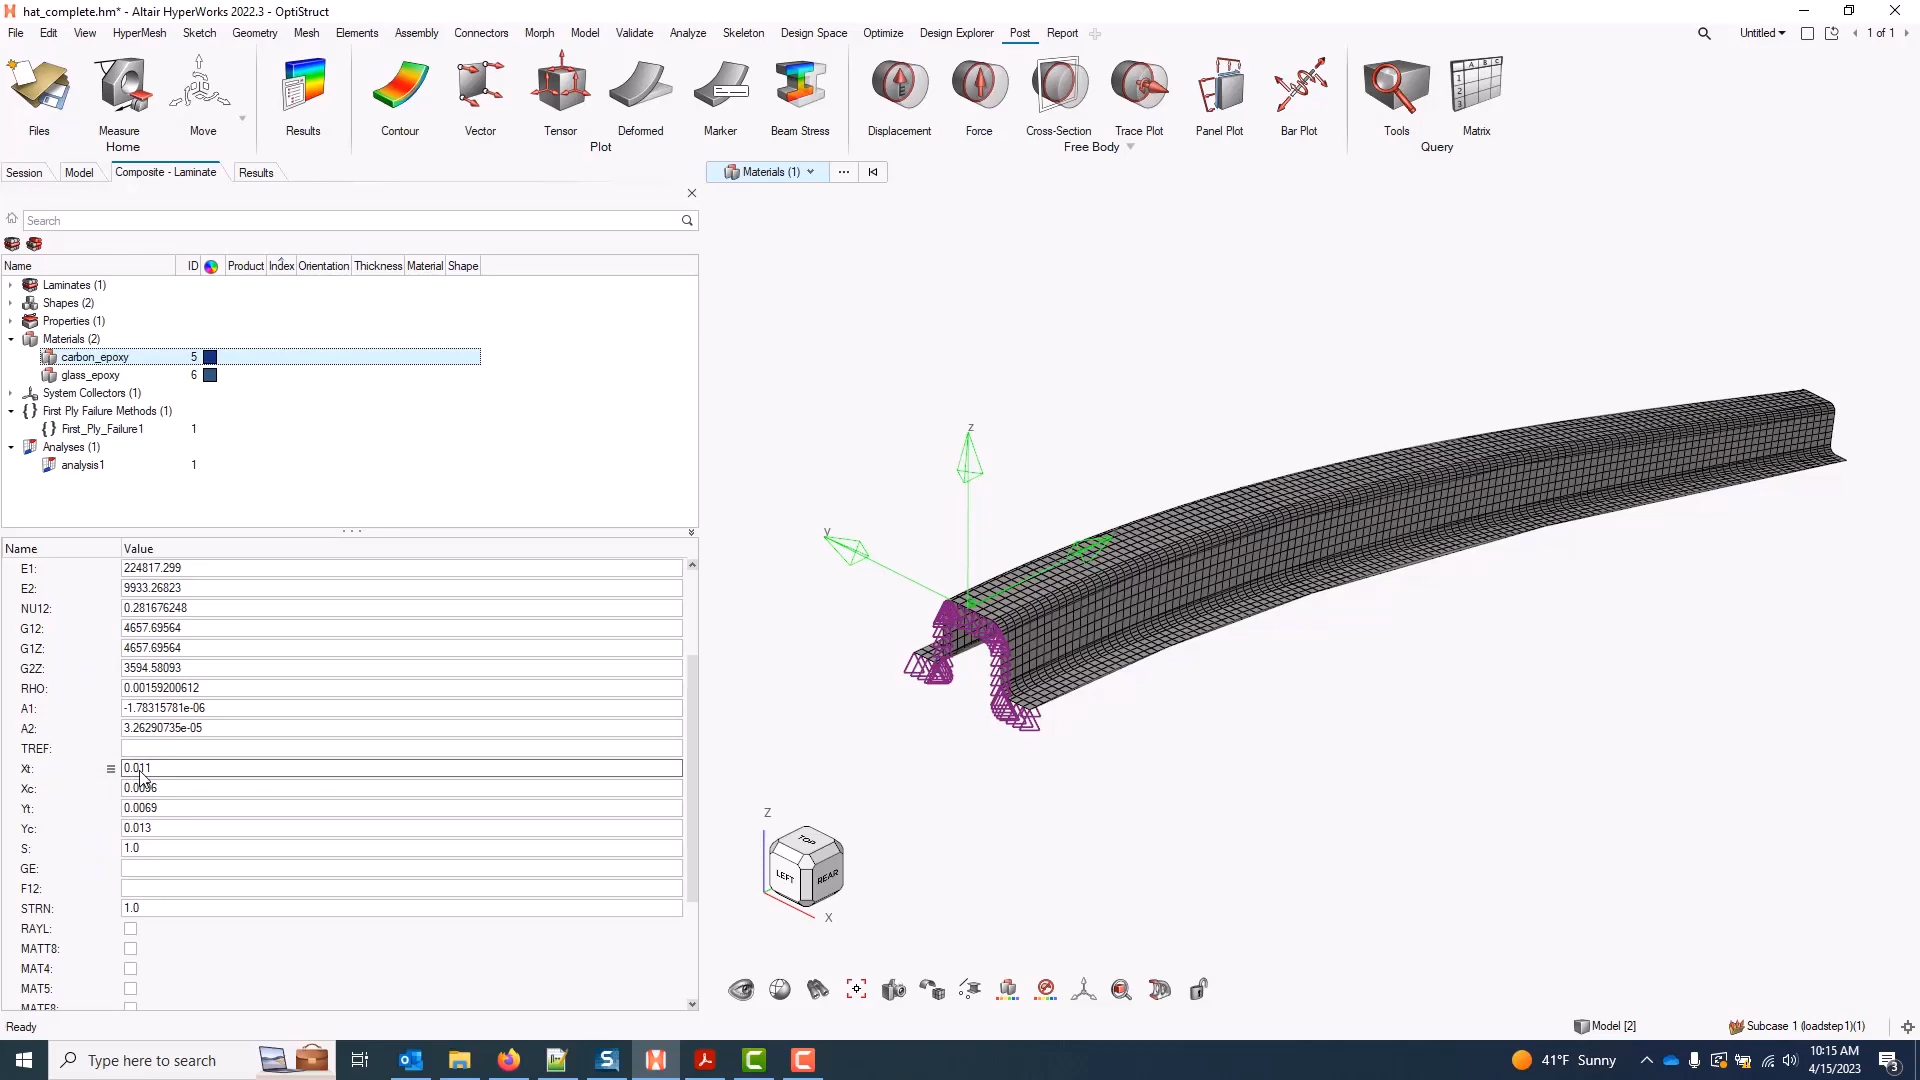 hat_complete.hm* - Altair HyperWorks 2022.3 - OptiStruct
File Edit View HyperMesh Sketch Geometry Mesh Elements Assembly Connectors Morph Model Validate Analyze Skeleton Design Space Optimize Design Explorer Post Report Untitled 1 of 1
Files Measure Move Results Contour Vector Tensor Deformed Marker Beam Stress Displacement Force Cross-Section Trace Plot Panel Plot Bar Plot Tools Matrix
Home Plot Free Body Query
Session Model Composite - Laminate Results Materials (1)
Search
Name ID Product Index Orientation Thickness Material Shape
Laminates (1)
Shapes (2)
Properties (1)
Materials (2)
carbon_epoxy 5
glass_epoxy 6
System Collectors (1)
First Ply Failure Methods (1)
First_Ply_Failure1 1
Analyses (1)
analysis1 1
Name Value
E1: 224817.299
E2: 9933.26823
NU12: 0.281676248
G12: 4657.69564
G1Z: 4657.69564
G2Z: 3594.58093
RHO: 0.00159200612
A1: -1.78315781e-06
A2: 3.26290735e-05
TREF:
Xt: 0.011
Xc:
Yt: 0.0069
Yc: 0.013
S: 1.0
GE:
F12:
STRN: 1.0
RAYL:
MATT8:
MAT4:
MAT5:
z
y
Z
TOP
LEFT REAR
X
Ready Model [2] Subcase 1 (loadstep1)(1)
Type here to search 41°F Sunny 10:15 AM
4/15/2023
3